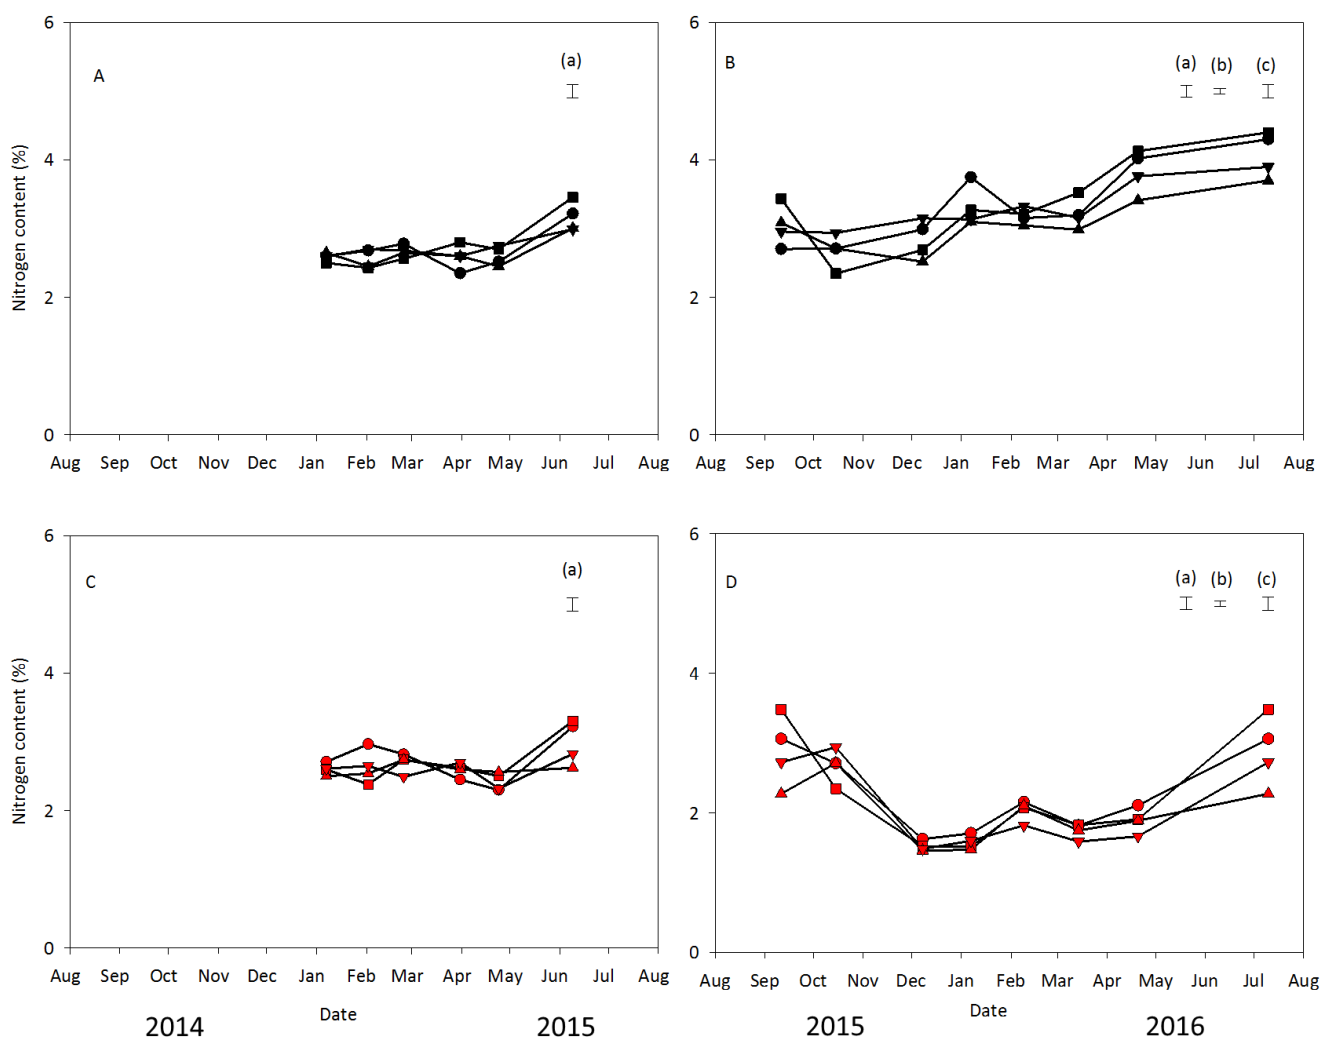 A
(a)
Nitrogen content (%)
6
4
2
0
Aug Sep Oct Nov Dec Jan Feb Mar Apr May Jun Jul Aug
B
(a) (b) (c)
6
4
2
0
Aug Sep Oct Nov Dec Jan Feb Mar Apr May Jun Jul Aug
C
(a)
Nitrogen content (%)
6
4
2
0
Aug Sep Oct Nov Dec Jan Feb Mar Apr May Jun Jul Aug
Date
2014 2015
D
(a) (b) (c)
6
4
2
0
Aug Sep Oct Nov Dec Jan Feb Mar Apr May Jun Jul Aug
Date
2015 2016